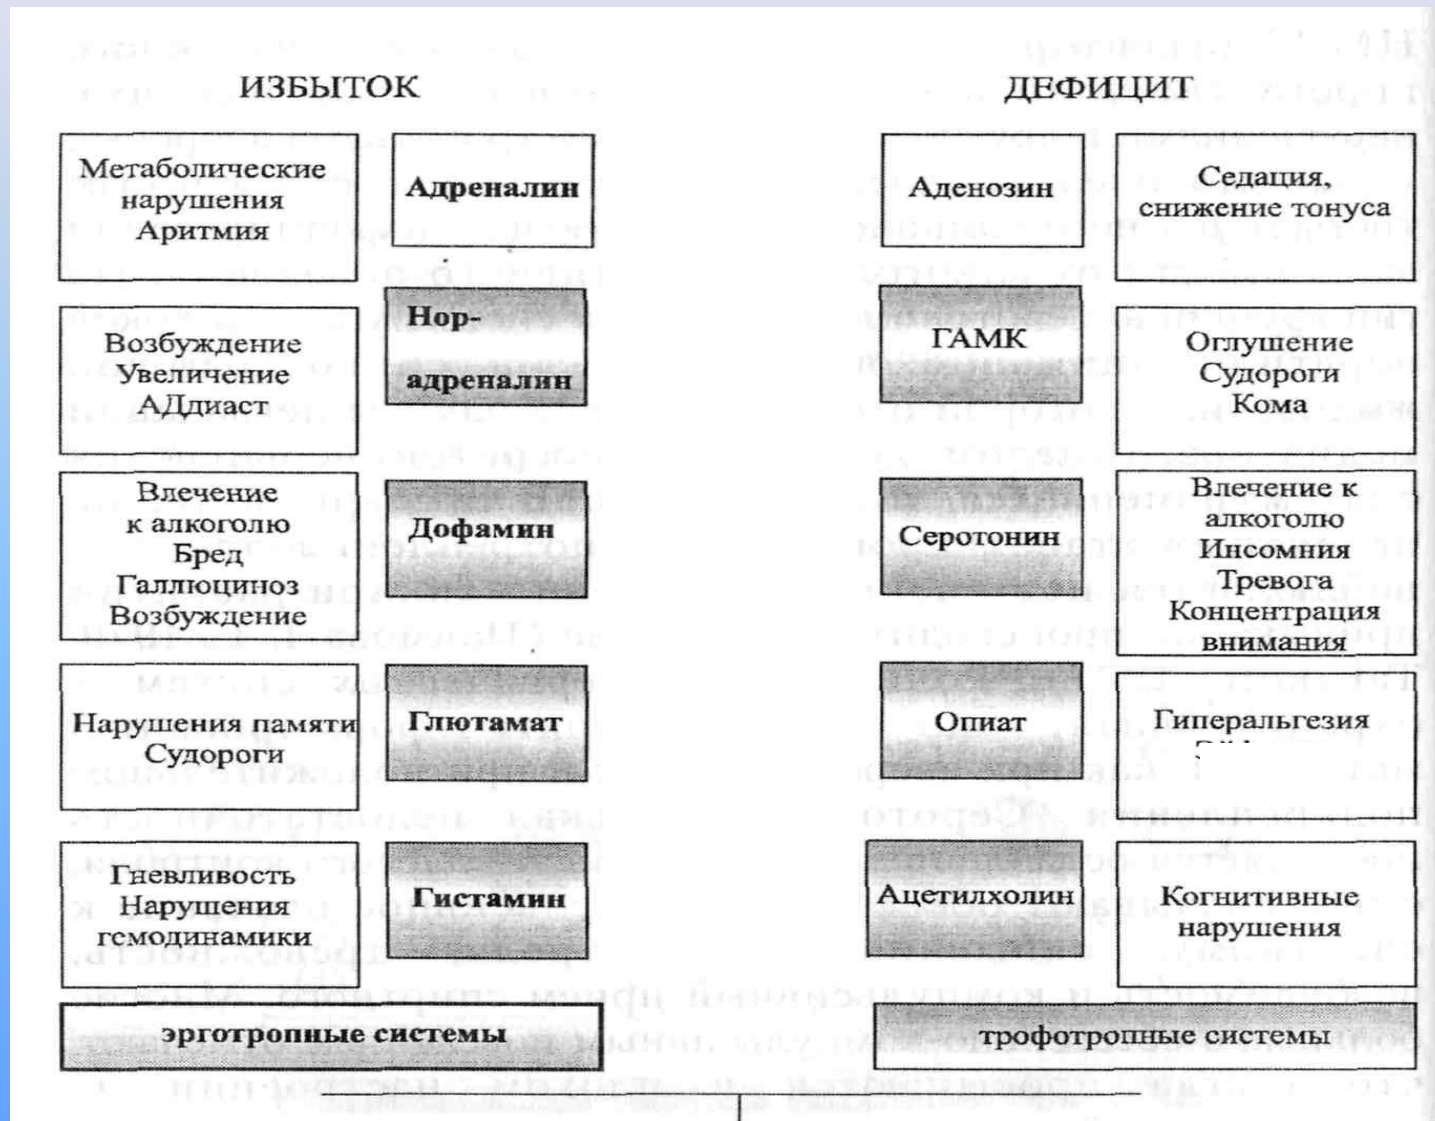 ИЗБЫТОК
Метаболические
нарушения
Аритмия
Адреналин
Возбуждение
Увеличение
АДдиаст
Нор-
адреналин
Влечение
к алкоголю
Бред
Галлюциноз
Возбуждение
Дофамин
Нарушения памяти
Судороги
Глютамат
Гневливость
Нарушения
гемодинамики
Гистамин
эрготропные системы
ДЕФИЦИТ
Аденозин
Седация,
снижение тонуса
ГАМК
Оглушение
Судороги
Кома
Серотонин
Влечение к
алкоголю
Инсомния
Тревога
Концентрация
внимания
Опиат
Гиперальгезия
Ацетилхолин
Когнитивные
нарушения
трофотропные системы